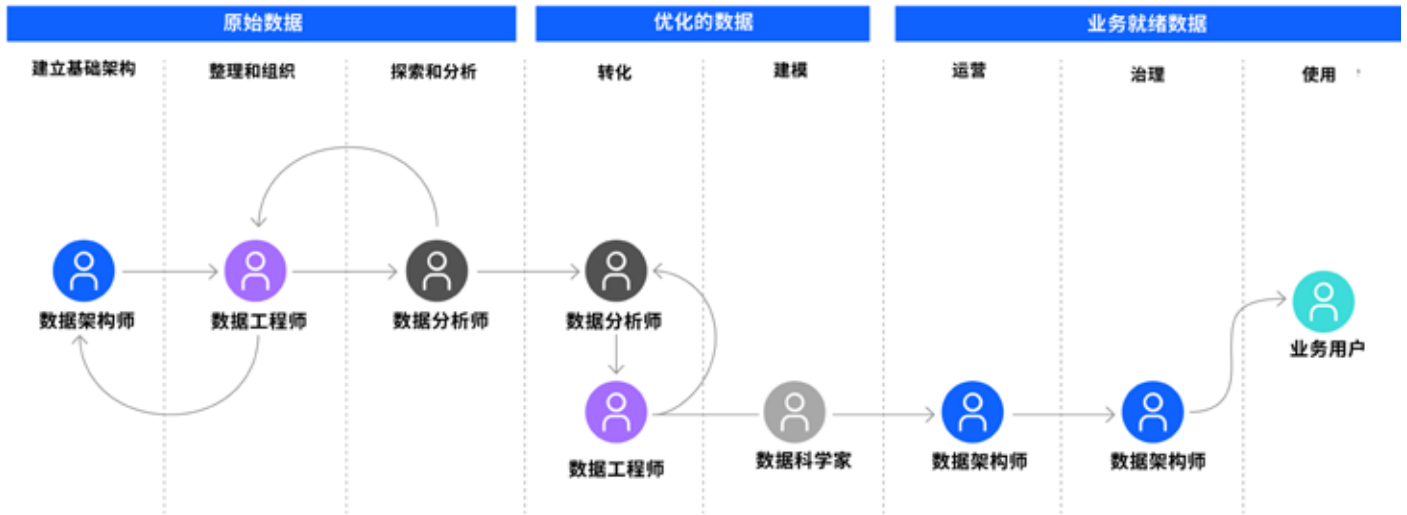 原始数据
优化的数据
业务就绪数据
建立基础架构
整理和组织
探索和分析
转化
建模
运营
治理
使用
数据架构师
数据工程师
数据分析师
数据分析师
业务用户
数据工程师
数据科学家
数据架构师
数据架构师